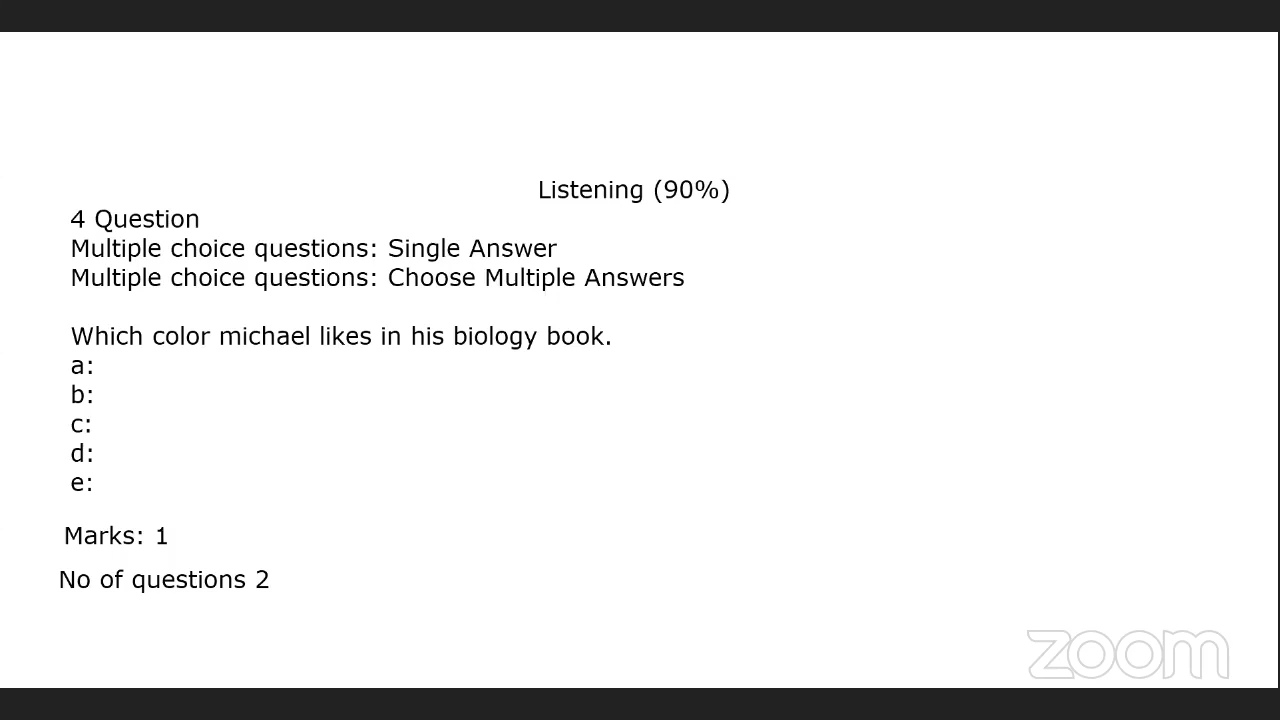 Listening (90%)
4 Question
Multiple choice questions: Single Answer
Multiple choice questions: Choose Multiple Answers
Which color michael likes in his biology book.
a:
b:
c:
d:
e:
Marks: 1
No of questions 2
zoom